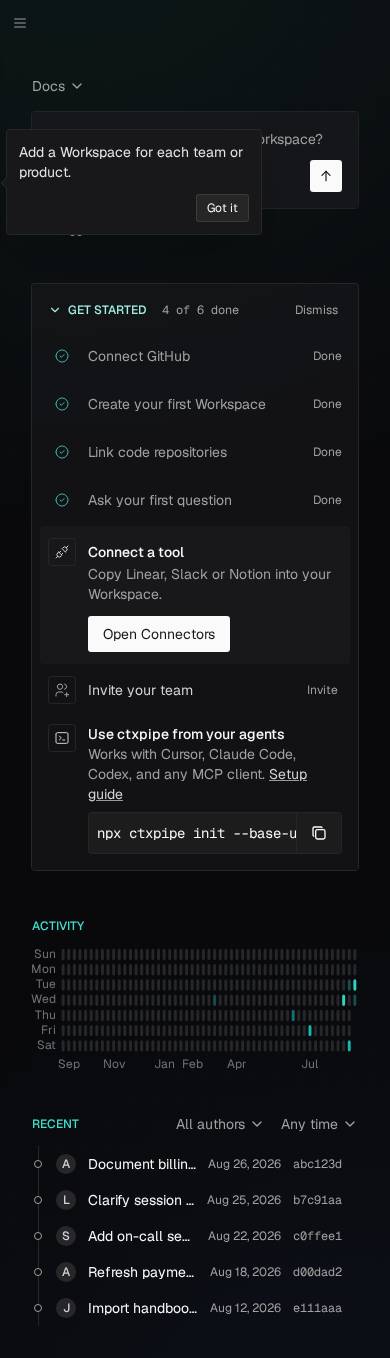 Docs
orkspace?
Add a Workspace for each team or
product.
Got it
GET STARTED 4 of 6 done Dismiss
Connect GitHub Done
Create your first Workspace Done
Link code repositories Done
Ask your first question Done
Connect a tool
Copy Linear, Slack or Notion into your
Workspace.
Open Connectors
Invite your team Invite
Use ctxpipe from your agents
Works with Cursor, Claude Code,
Codex, and any MCP client. Setup
guide
npx ctxpipe init --base-u
ACTIVITY
Sun
Mon
Tue
Wed
Thu
Fri
Sat
Sep Nov Jan Feb Apr Jul
RECENT All authors Any time
A Document billin... Aug 26, 2026 abc123d
L Clarify session ... Aug 25, 2026 b7c91aa
S Add on-call se... Aug 22, 2026 c0ffee1
A Refresh payme... Aug 18, 2026 d00dad2
J Import handboo... Aug 12, 2026 e111aaa